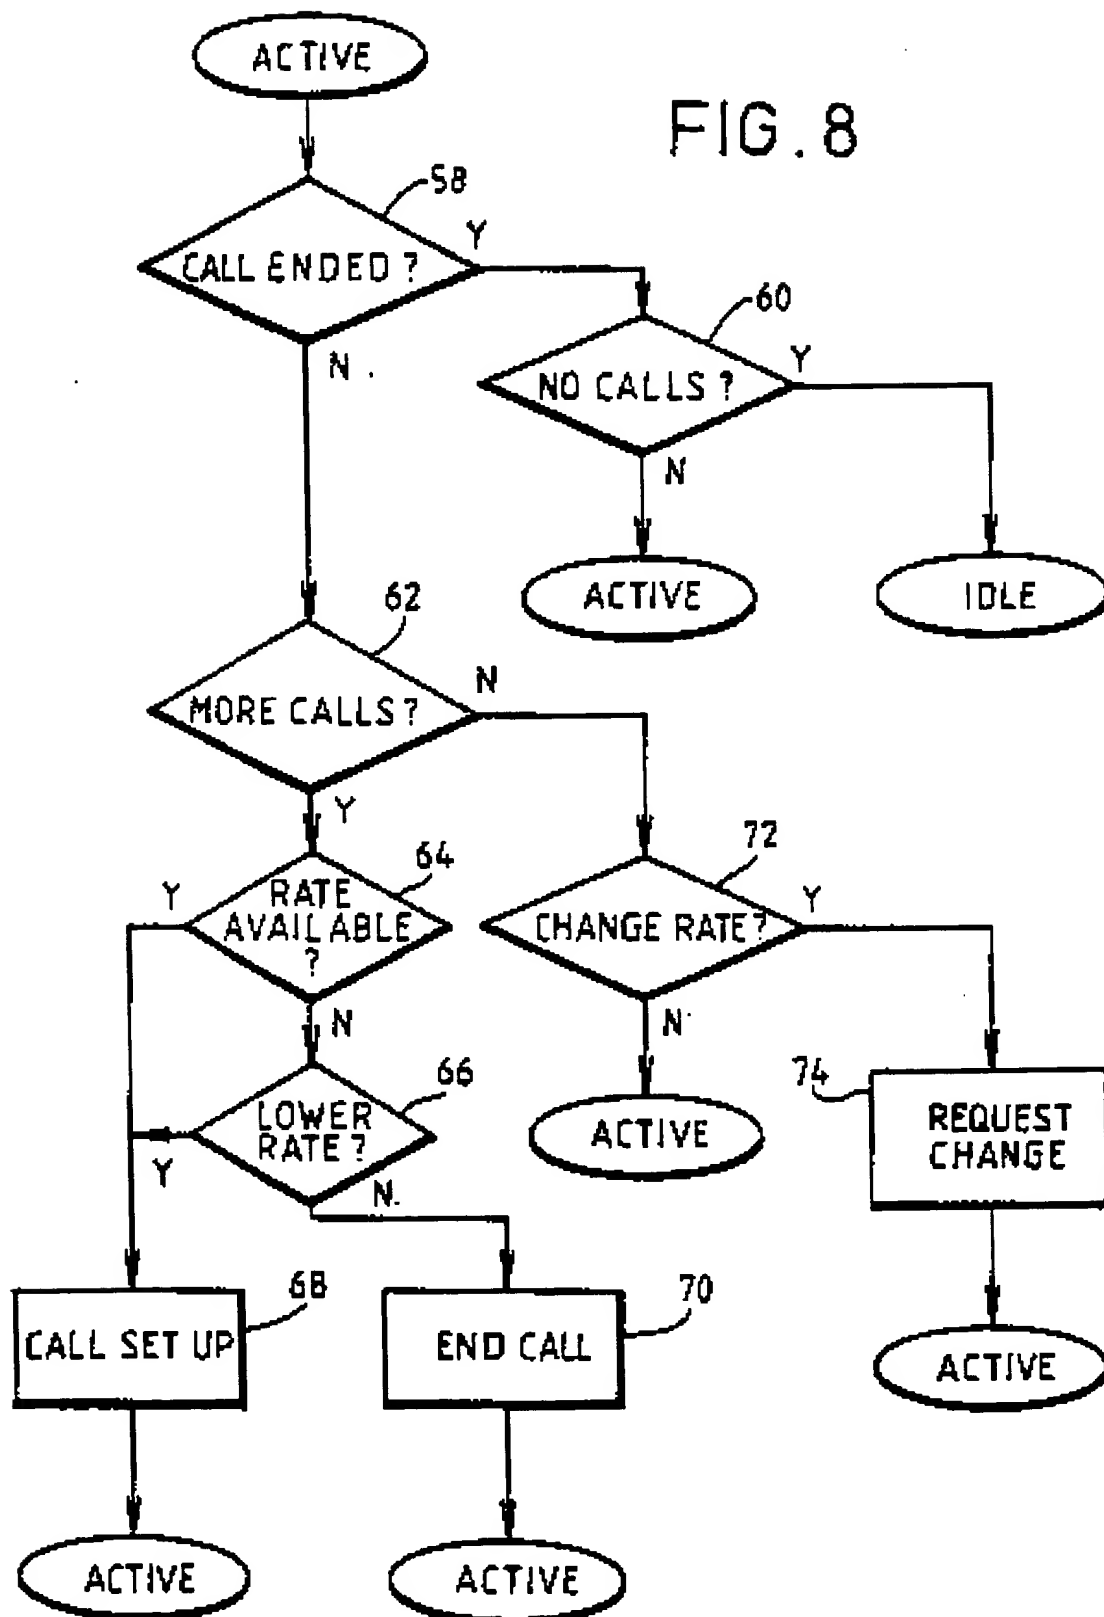 ACTIVE
FIG. 8
58
CALL ENDED ?
Y
N
60
NO CALLS ?
Y
N
ACTIVE
IDLE
62
MORE CALLS ?
N
Y
64
RATE
AVAILABLE
?
Y
N
72
CHANGE RATE?
Y
N
66
LOWER
RATE?
Y
N
ACTIVE
74
REQUEST
CHANGE
68
CALL SET UP
70
END CALL
ACTIVE
ACTIVE
ACTIVE